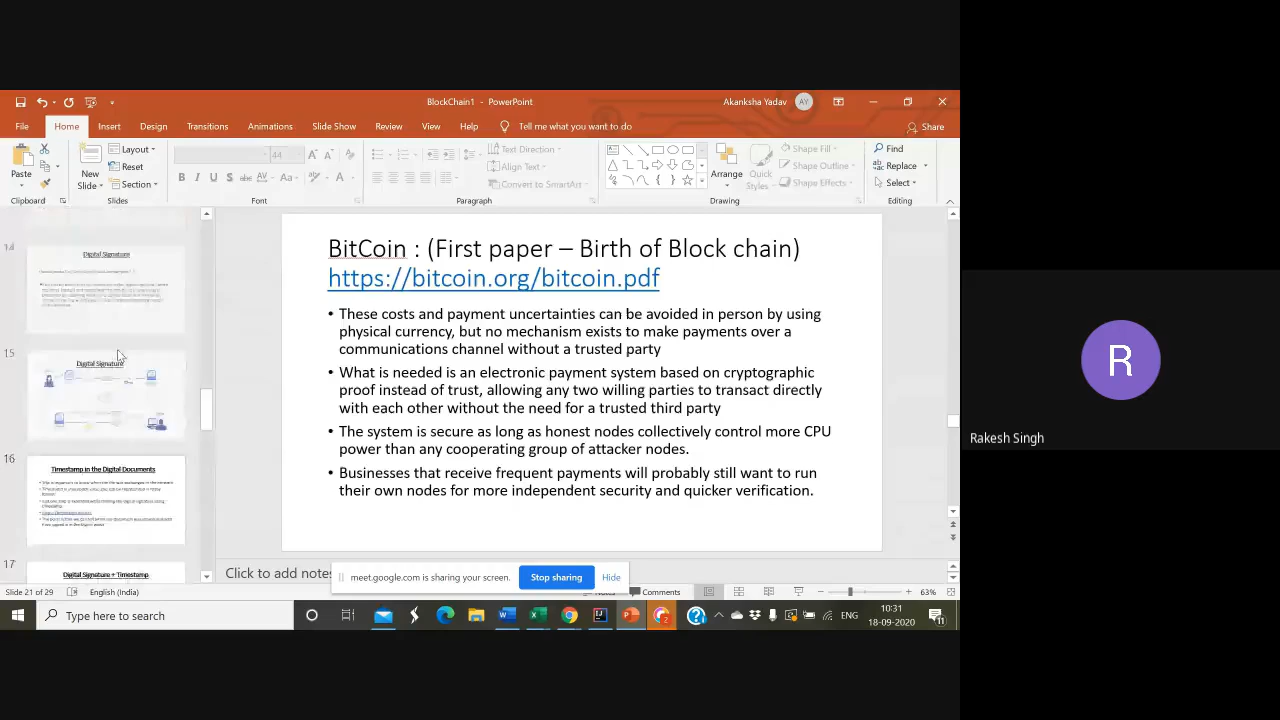 BlockChain1 - PowerPoint
Akanksha Yadav
AY
File
Home
Insert
Design
Transitions
Animations
Slide Show
Review
View
Help
Tell me what you want to do
Share
Paste
Clipboard
New
Slide
Layout
Reset
Section
Slides
44
B I U S abc AV Aa A
Font
Text Direction
Align Text
Convert to SmartArt
Paragraph
Arrange
Quick
Styles
Shape Fill
Shape Outline
Shape Effects
Drawing
Find
Replace
Select
Editing
14
Digital Signature
15
Digital Signature
16
Timestamp in the Digital Documents
17
Digital Signature + Timestamp
BitCoin : (First paper – Birth of Block chain)
https://bitcoin.org/bitcoin.pdf
• These costs and payment uncertainties can be avoided in person by using
physical currency, but no mechanism exists to make payments over a
communications channel without a trusted party
• What is needed is an electronic payment system based on cryptographic
proof instead of trust, allowing any two willing parties to transact directly
with each other without the need for a trusted third party
• The system is secure as long as honest nodes collectively control more CPU
power than any cooperating group of attacker nodes.
• Businesses that receive frequent payments will probably still want to run
their own nodes for more independent security and quicker verification.
Click to add notes
meet.google.com is sharing your screen.
Stop sharing
Hide
Slide 21 of 29
English (India)
Comments
63%
Type here to search
ENG
10:31
18-09-2020
11
R
Rakesh Singh